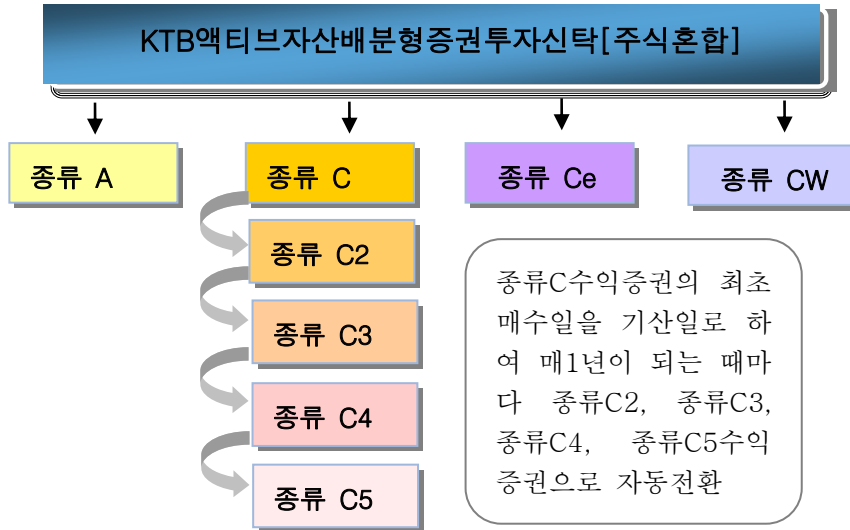 KTB액티브자산배분형증권투자신탁[주식혼합]
종류 A
종류 C
종류 Ce
종류 CW
종류 C2
종류 C3
종류 C4
종류 C5
종류C수익증권의 최초
매수일을 기산일로 하
여 매1년이 되는 때마
다 종류C2, 종류C3,
종류C4, 종류C5수익
증권으로 자동전환